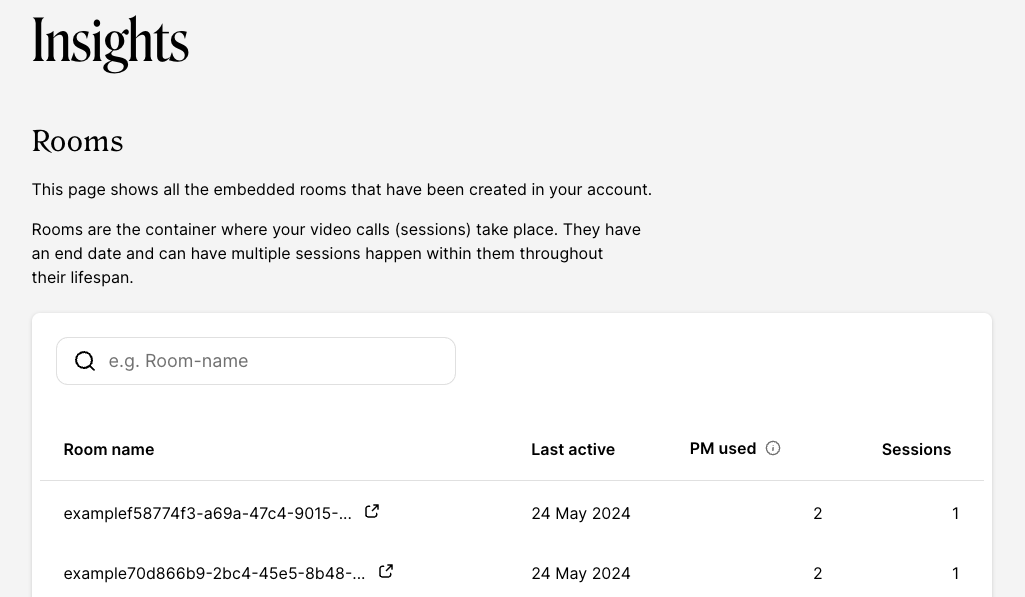 Insights
Rooms
This page shows all the embedded rooms that have been created in your account.
Rooms are the container where your video calls (sessions) take place. They have
an end date and can have multiple sessions happen within them throughout
their lifespan.
e.g. Room-name
Room name Last active PM used Sessions
examplef58774f3-a69a-47c4-9015-... 24 May 2024 2 1
example70d866b9-2bc4-45e5-8b48-... 24 May 2024 2 1